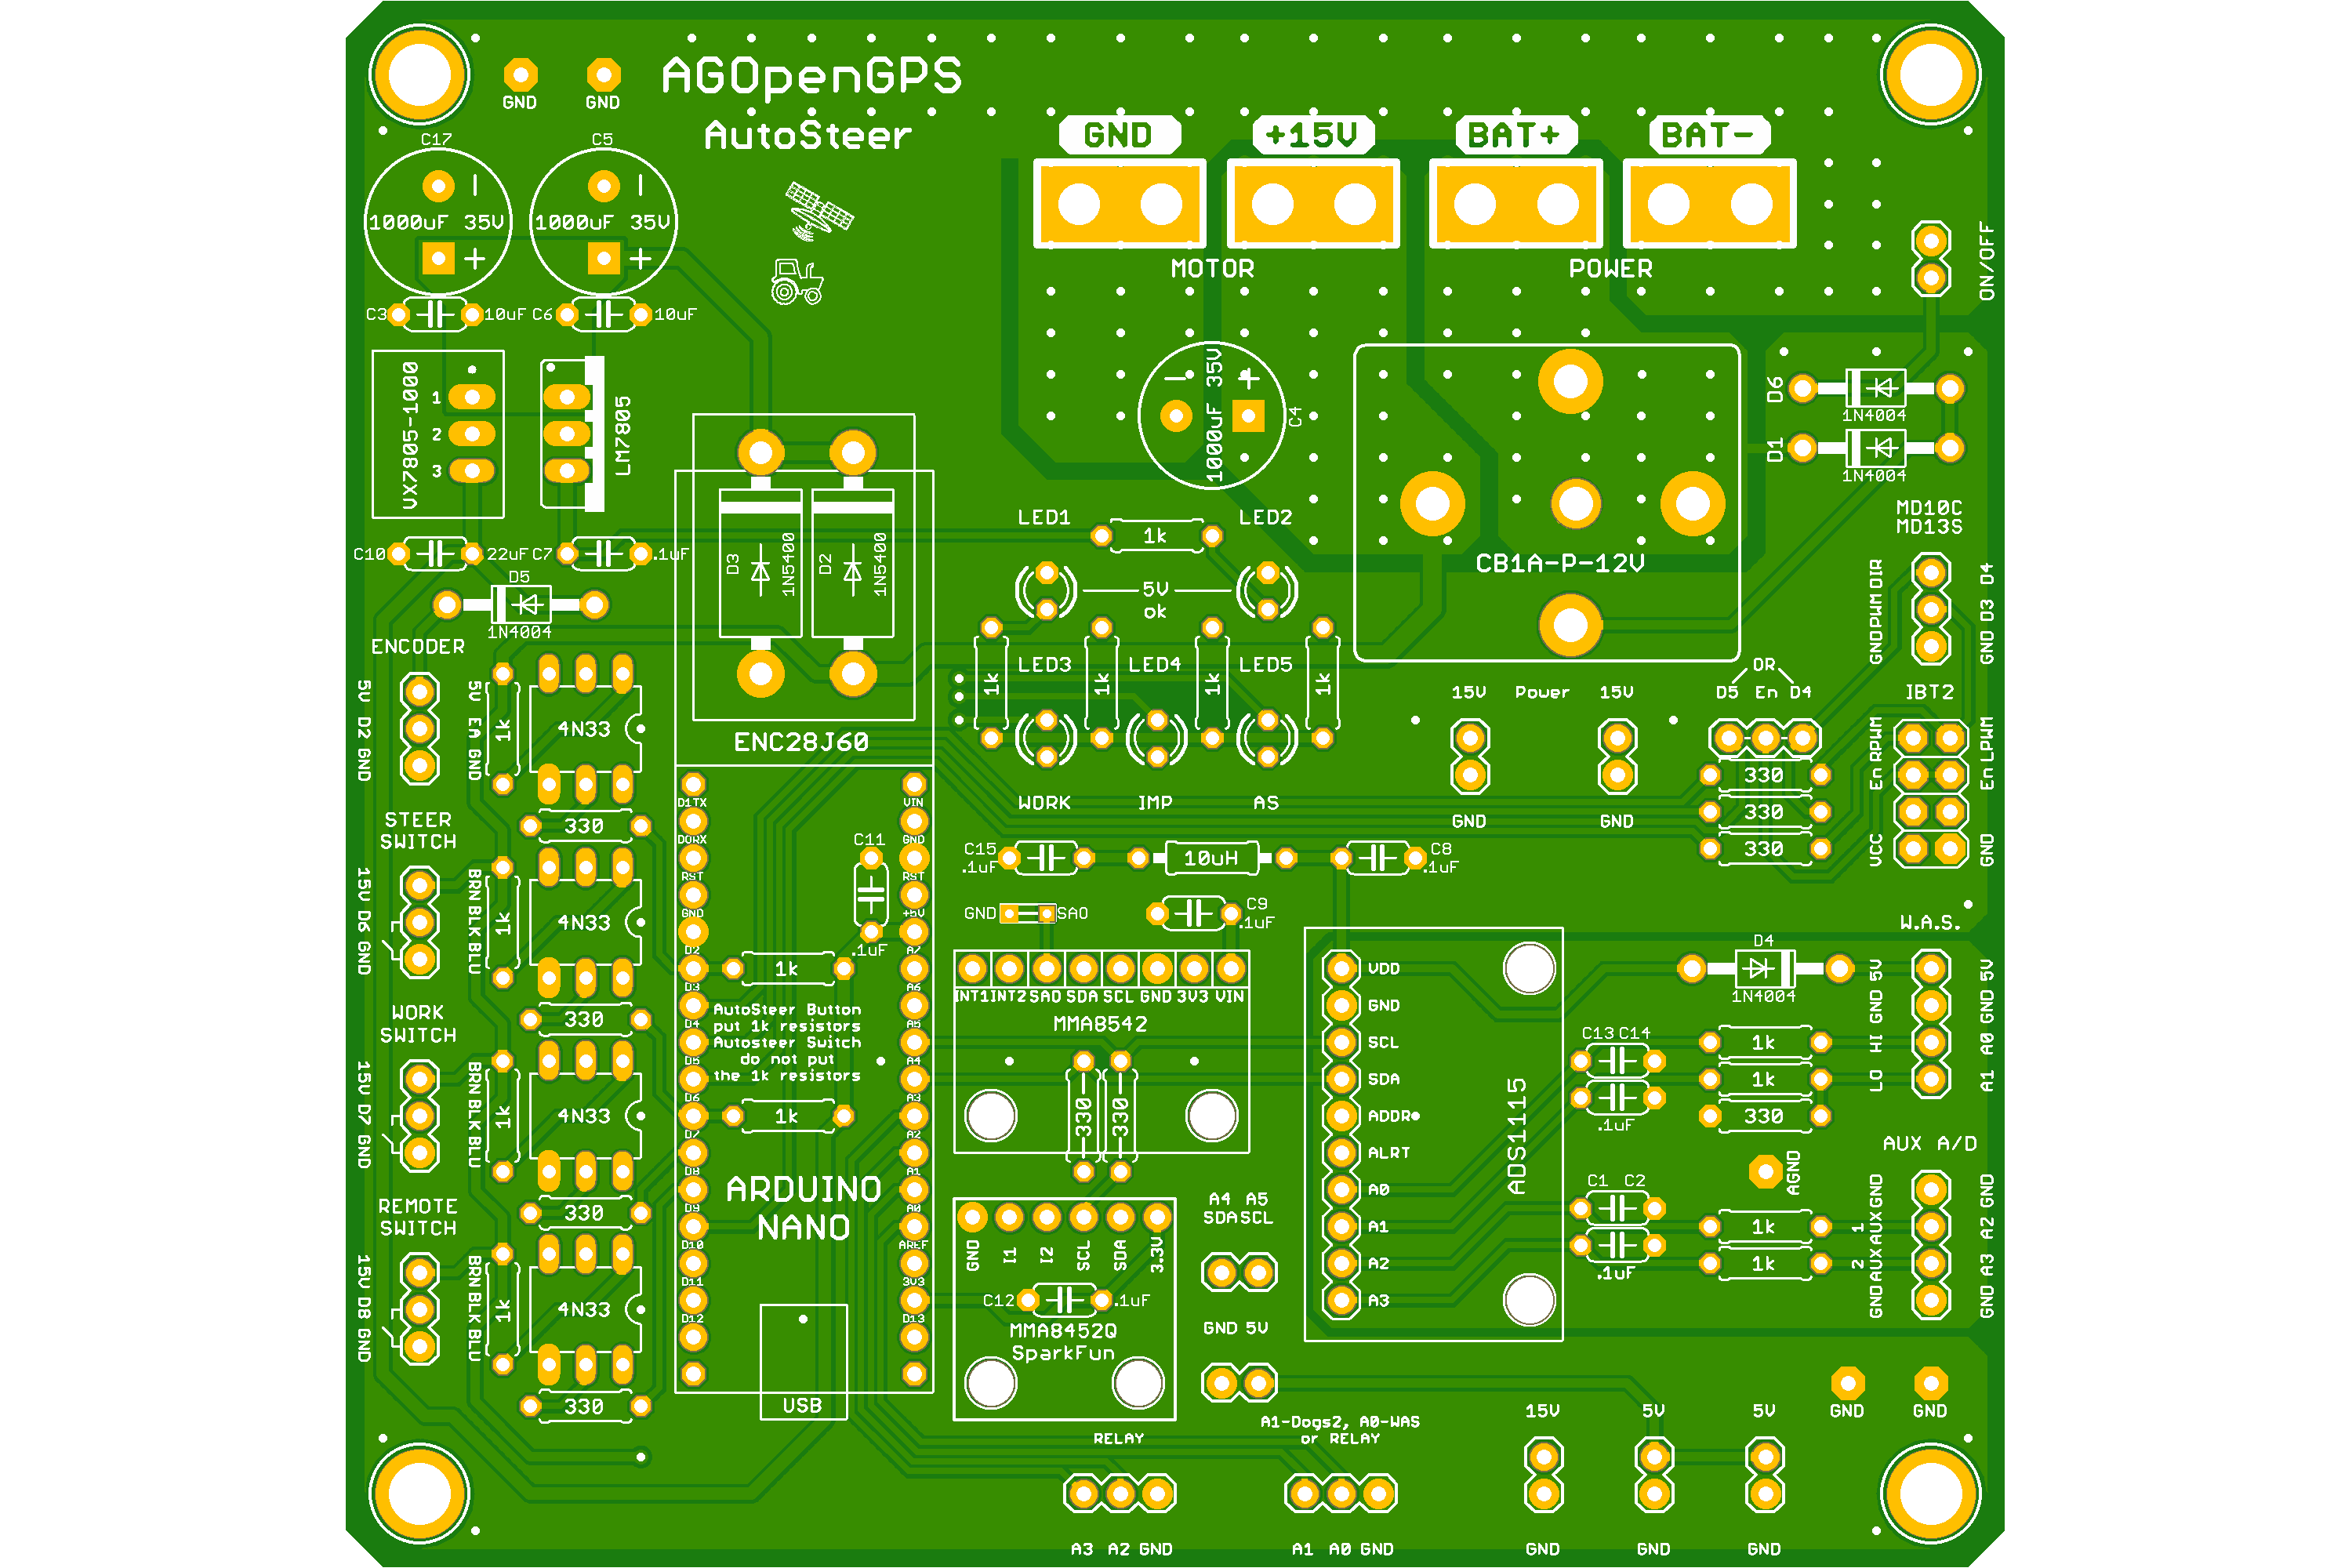 AGOpenGPS
AutoSteer
GND
GND
GND
+15V
BAT+
BAT-
MOTOR
POWER
ON/OFF
C17
1000uF 35V
C5
1000uF 35V
C3
10uF
C6
10uF
VX7805-1000
1
2
3
LM7805
1000uF 35V
C4
D6
1N4004
D1
1N4004
MD10C
MD13S
C10
22uF
C7
.1uF
D5
1N4004
D3
1N5400
D2
1N5400
LED1
1k
LED2
5V
ok
CB1A-P-12V
GND PWM DIR
GND D3 D4
ENCODER
5V D2 GND
5V EA GND
1k
4N33
330
ENC28J60
LED3
LED4
LED5
1k
1k
1k
1k
WORK
IMP
AS
15V
Power
15V
GND
GND
OR
D5 En D4
330
330
330
IBT2
VCC
En RPWM
GND
En LPWM
STEER
SWITCH
15V D6 GND
BRN BLK BLU
1k
4N33
330
WORK
SWITCH
15V D7 GND
BRN BLK BLU
1k
4N33
330
REMOTE
SWITCH
15V D8 GND
BRN BLK BLU
1k
4N33
330
D1TX
DORX
RST
GND
D2
D3
D4
D5
D6
D7
D8
D9
D10
D11
D12
VIN
GND
RST
+5V
A7
A6
A5
A4
A3
A2
A1
A0
AREF
3V3
D13
C11
.1uF
1k
AutoSteer Button
put 1k resistors
Autosteer Switch
do not put
the 1k resistors
1k
ARDUINO
NANO
USB
C15
.1uF
10uH
C8
.1uF
GND
SAO
C9
.1uF
INT1 INT2 SAO SDA SCL GND 3V3 VIN
MMA8542
330
330
GND
I1
I2
SCL
SDA
3.3V
C12
.1uF
MMA8452Q
SparkFun
A4 A5
SDA SCL
GND 5V
VDD
GND
SCL
SDA
ADDR
ALRT
A0
A1
A2
A3
ADS1115
W.A.S.
D4
1N4004
LO HI GND 5V
A1 A0 GND 5V
C13 C14
.1uF
1k
1k
330
AUX A/D
AGND
C1 C2
.1uF
1k
1k
GND AUX 2 AUX 1 GND
GND A3 A2 GND
RELAY
A3 A2 GND
A1-Dogs2, A0-WAS
or RELAY
A1 A0 GND
15V
5V
5V
GND
GND
GND
GND
GND